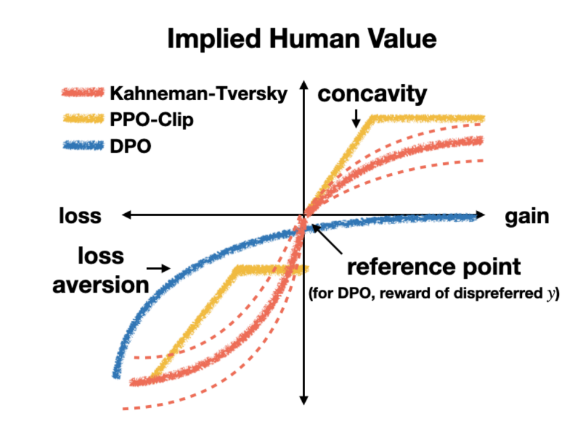 Implied Human Value
Kahneman-Tversky
PPO-Clip
DPO
concavity
loss
gain
loss
aversion
reference point
(for DPO, reward of dispreferred y)